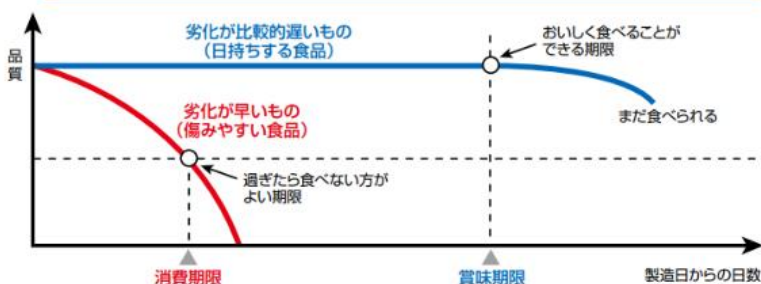 劣化が比較的遅いもの
(日持ちする食品)
おいしく食べることが
できる期限
品質
劣化が早いもの
(傷みやすい食品)
まだ食べられる
過ぎたら食べない方が
よい期限
消費期限
賞味期限
製造日からの日数